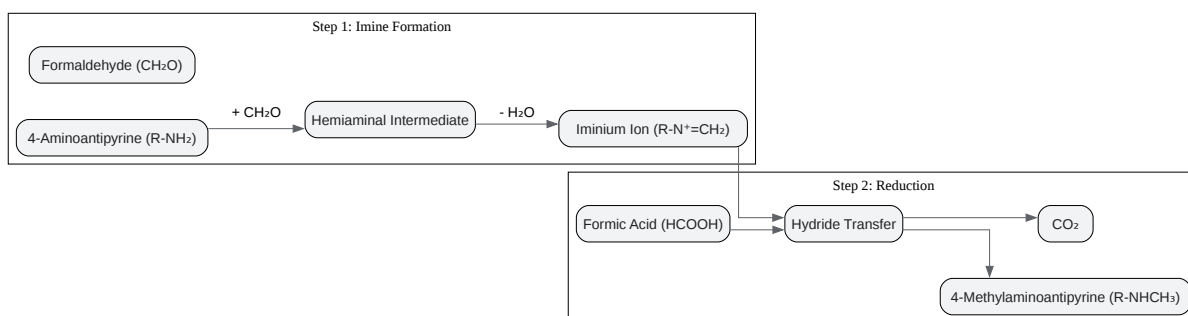 Step 1: Imine Formation
Formaldehyde (CH₂O)
4-Aminoantipyrine (R-NH₂)
+ CH₂O
Hemiaminal Intermediate
- H₂O
Iminium Ion (R-N⁺=CH₂)
Step 2: Reduction
Formic Acid (HCOOH)
Hydride Transfer
CO₂
4-Methylaminoantipyrine (R-NHCH₃)